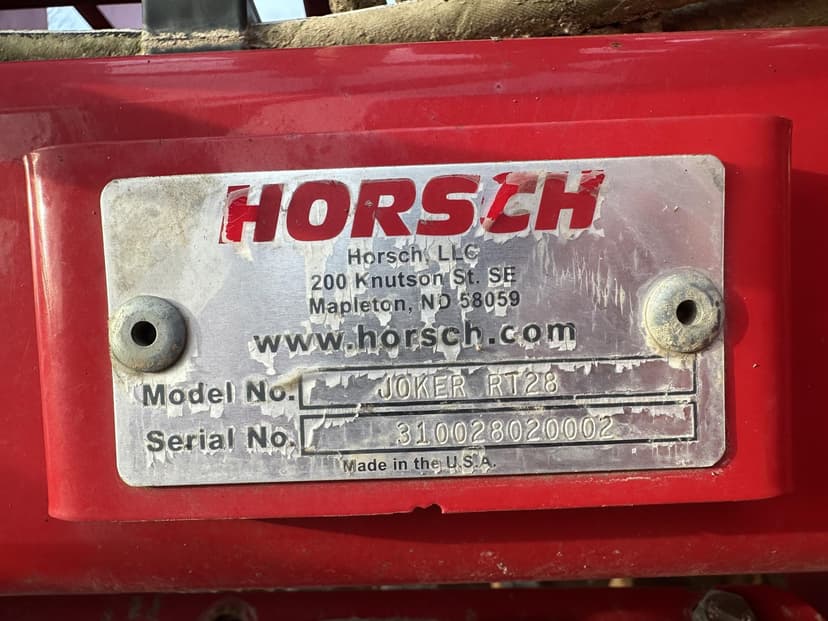 HORSCH
Horsch, LLC
200 Knutson St. SE
Mapleton, ND 58059
www.horsch.com
Model No. JOKER RT28
Serial No. 310028020002
Made in the U.S.A.